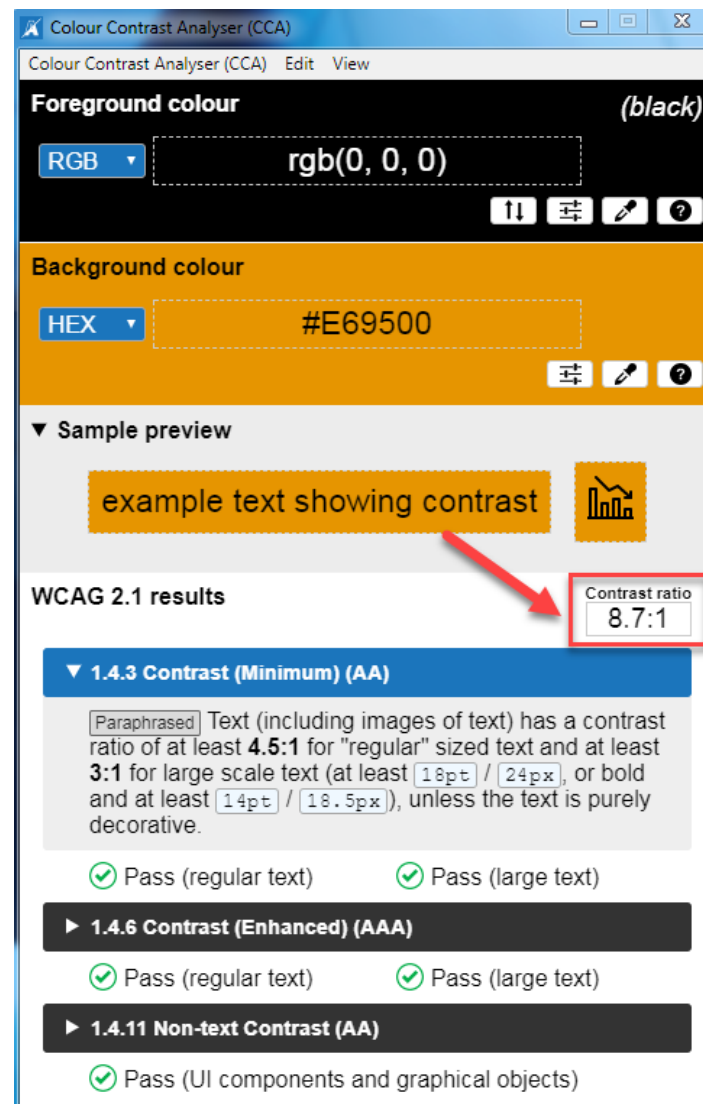 Colour Contrast Analyser (CCA)
Colour Contrast Analyser (CCA) Edit View
Foreground colour (black)
RGB rgb(0, 0, 0)
Background colour
HEX #E69500
Sample preview
example text showing contrast
WCAG 2.1 results
Contrast ratio
8.7:1
1.4.3 Contrast (Minimum) (AA)
Paraphrased Text (including images of text) has a contrast
ratio of at least 4.5:1 for "regular" sized text and at least
3:1 for large scale text (at least 18pt / 24px, or bold
and at least 14pt / 18.5px), unless the text is purely
decorative.
Pass (regular text) Pass (large text)
1.4.6 Contrast (Enhanced) (AAA)
Pass (regular text) Pass (large text)
1.4.11 Non-text Contrast (AA)
Pass (UI components and graphical objects)